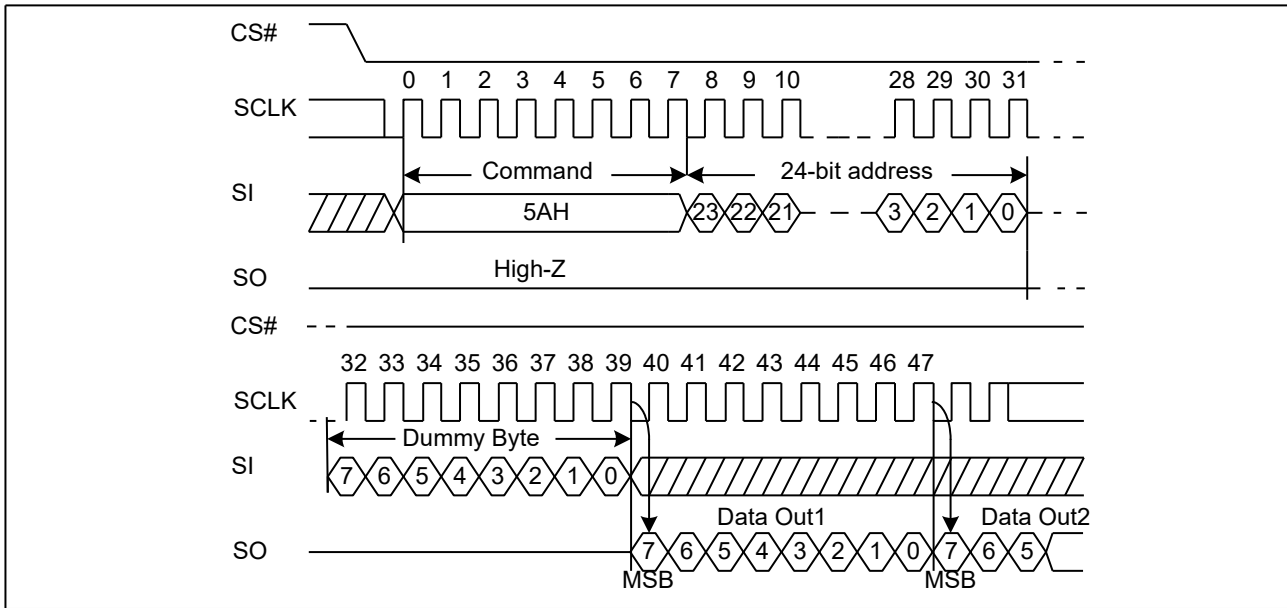 CS#
0 1 2 3 4 5 6 7 8 9 10 28 29 30 31
SCLK
Command 24-bit address
SI
5AH 23 22 21 3 2 1 0
High-Z
SO
CS#
32 33 34 35 36 37 38 39 40 41 42 43 44 45 46 47
SCLK
Dummy Byte
SI
7 6 5 4 3 2 1 0
Data Out1 Data Out2
SO
7 6 5 4 3 2 1 0 7 6 5
MSB MSB